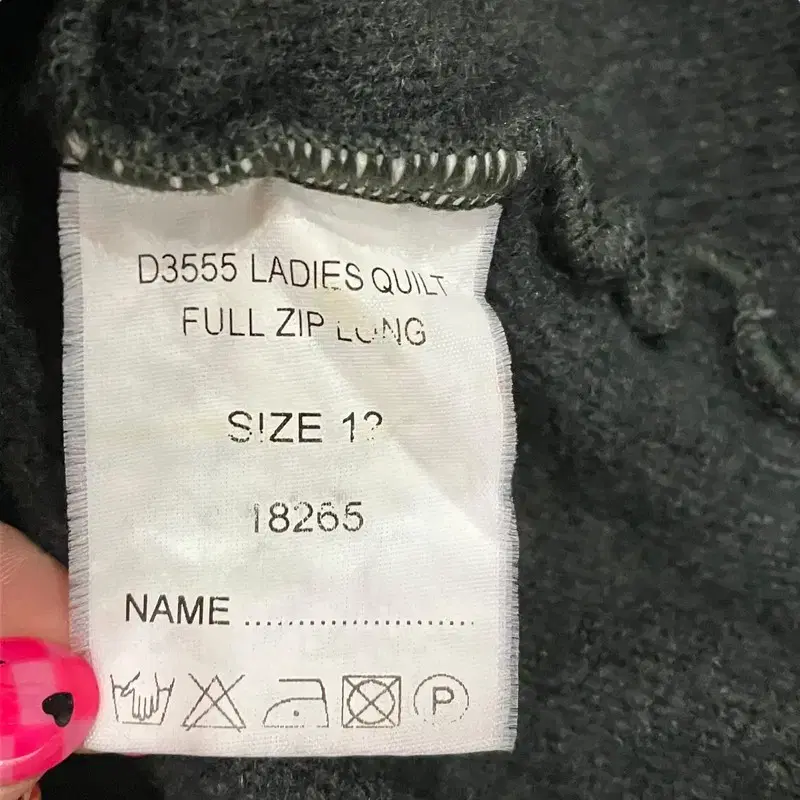 D3555 LADIES QUILT
FULL ZIP LONG
SIZE 12
18265
NAME ......................
P